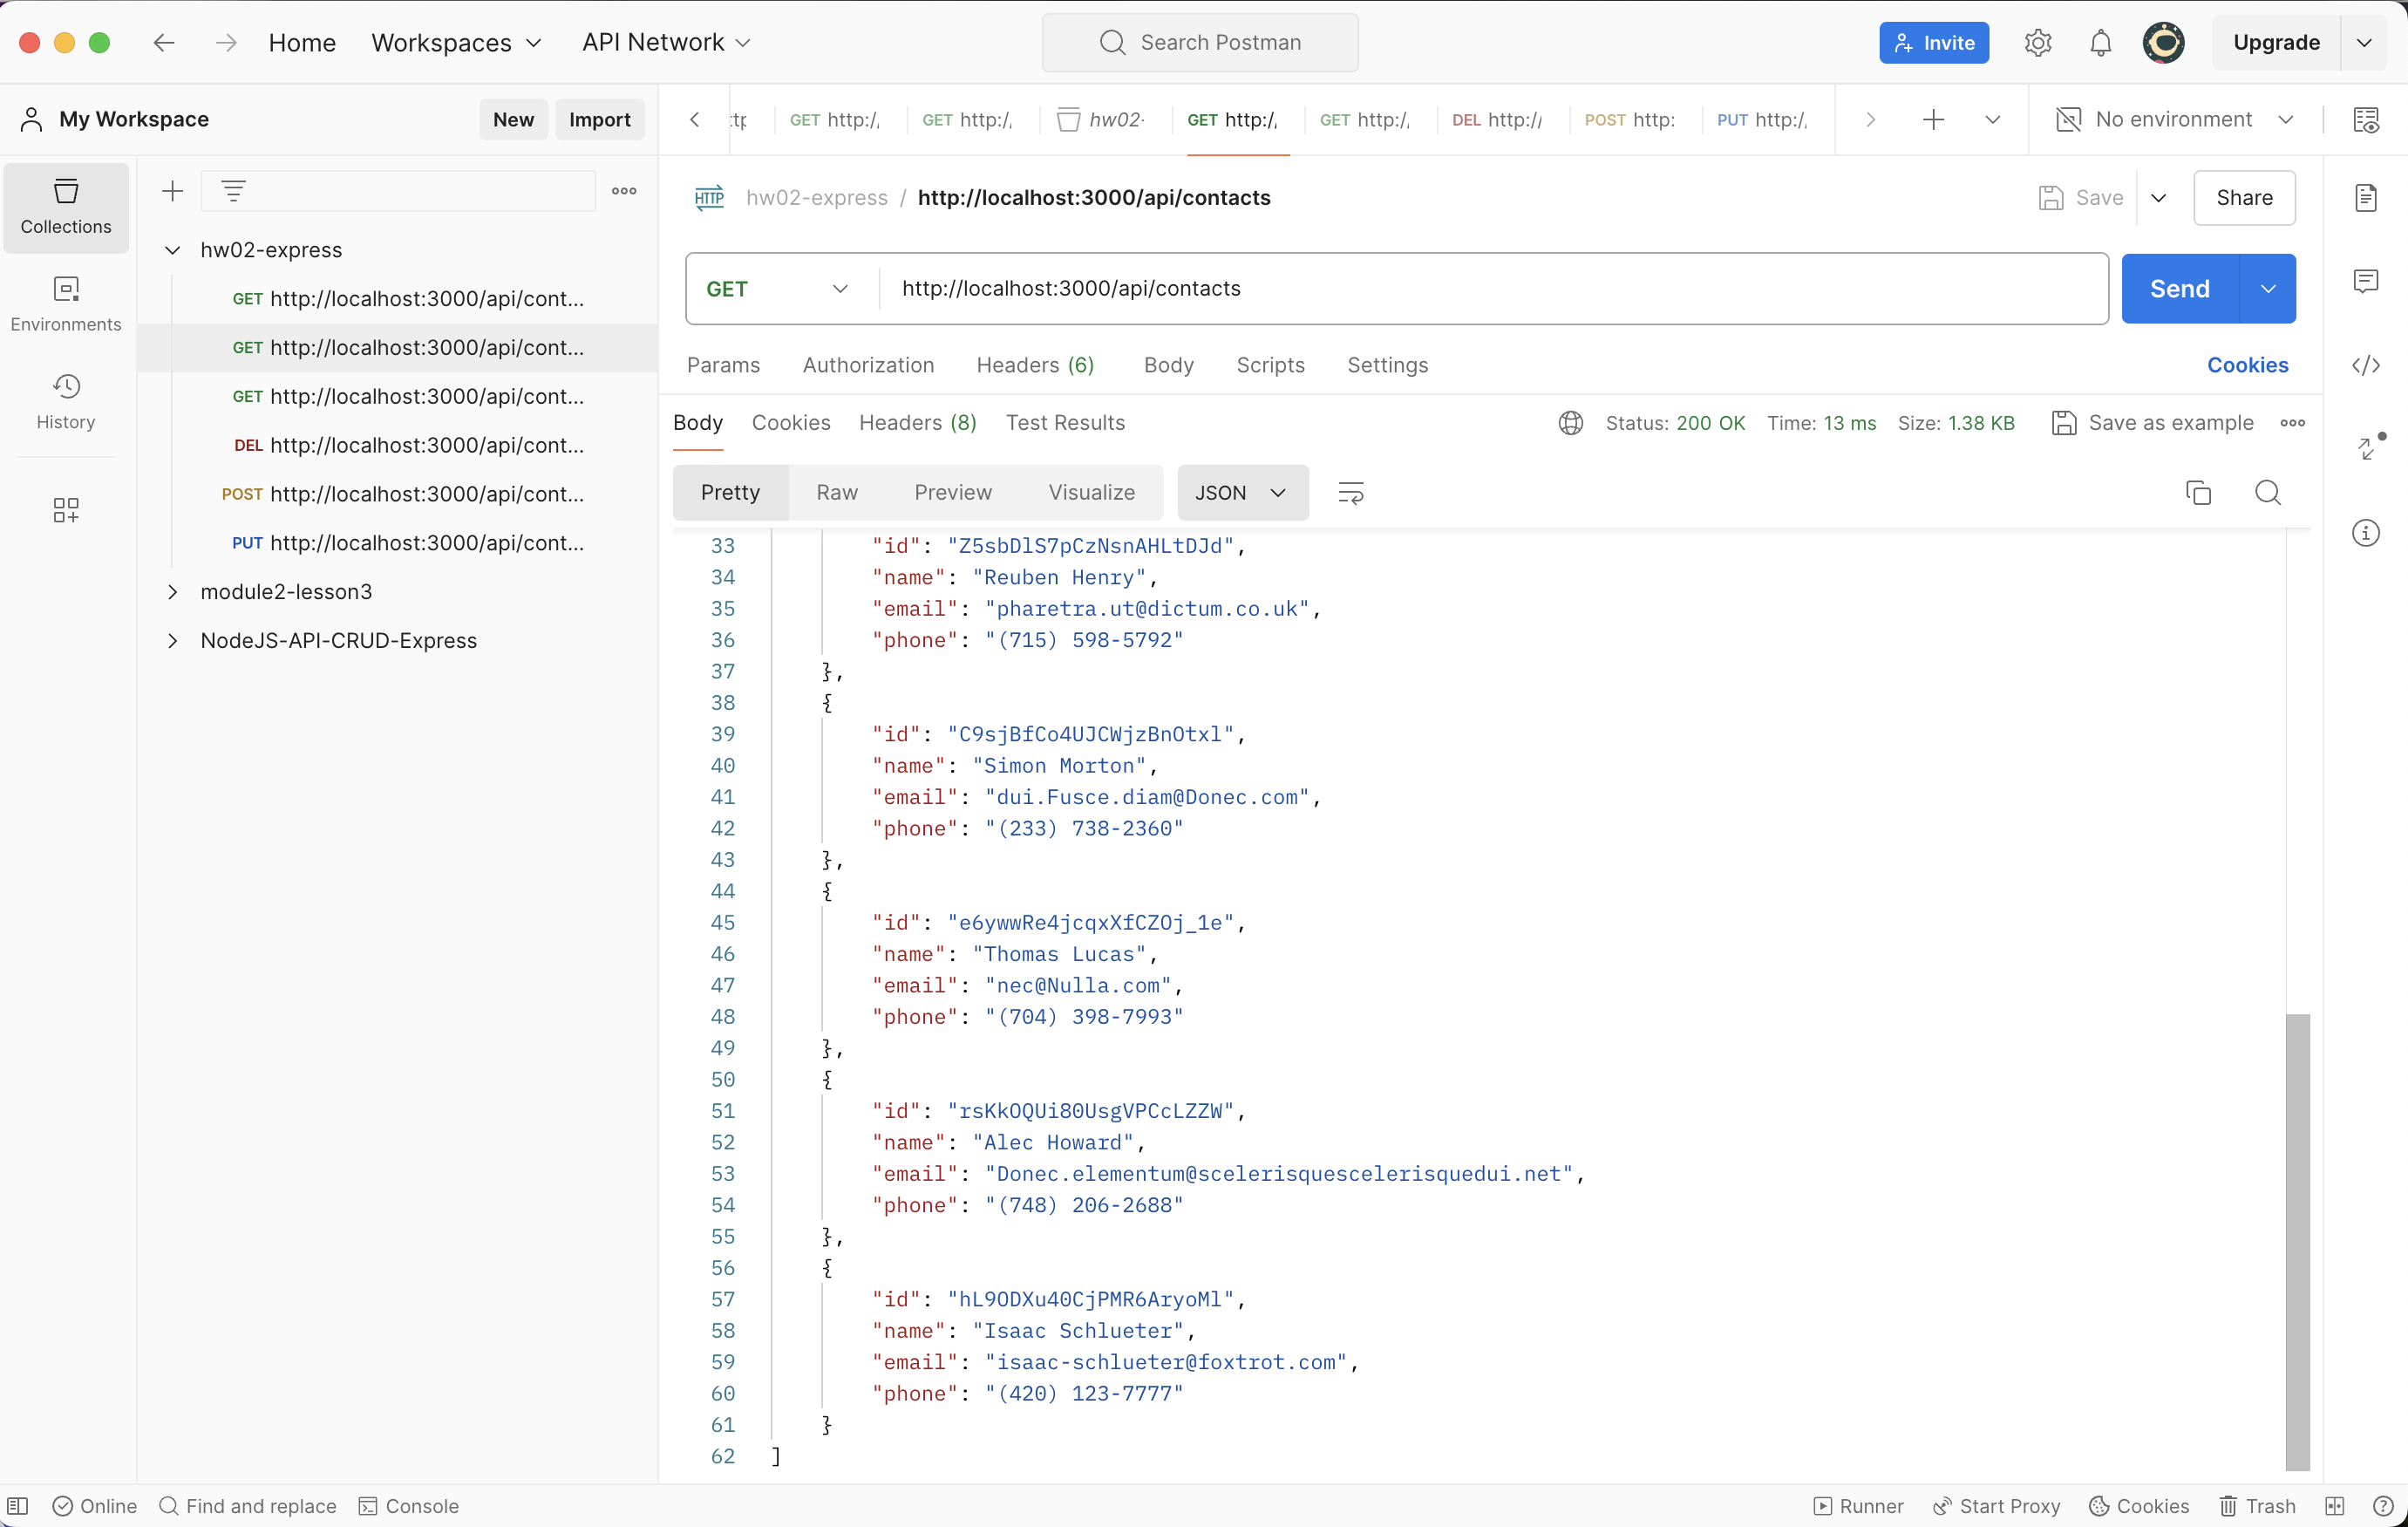 Home
Workspaces
API Network
Search Postman
Invite
Upgrade
My Workspace
New
Import
GET http:/
GET http:/
hw02-
GET http:/
GET http:/
DEL http://
POST http:
PUT http:/
No environment
Collections
Environments
History
hw02-express
GET http://localhost:3000/api/cont...
GET http://localhost:3000/api/cont...
GET http://localhost:3000/api/cont...
DEL http://localhost:3000/api/cont...
POST http://localhost:3000/api/cont...
PUT http://localhost:3000/api/cont...
module2-lesson3
NodeJS-API-CRUD-Express
HTTP
hw02-express / http://localhost:3000/api/contacts
Save
Share
GET
http://localhost:3000/api/contacts
Send
Params
Authorization
Headers (6)
Body
Scripts
Settings
Cookies
Body
Cookies
Headers (8)
Test Results
Status: 200 OK
Time: 13 ms
Size: 1.38 KB
Save as example
Pretty
Raw
Preview
Visualize
JSON
33 "id": "Z5sbDlS7pCzNsnAHLtDJd",
34 "name": "Reuben Henry",
35 "email": "pharetra.ut@dictum.co.uk",
36 "phone": "(715) 598-5792"
37 },
38 {
39 "id": "C9sjBfCo4UJCWjzBnOtxl",
40 "name": "Simon Morton",
41 "email": "dui.Fusce.diam@Donec.com",
42 "phone": "(233) 738-2360"
43 },
44 {
45 "id": "e6ywwRe4jcqxXfCZOj_1e",
46 "name": "Thomas Lucas",
47 "email": "nec@Nulla.com",
48 "phone": "(704) 398-7993"
49 },
50 {
51 "id": "rsKkOQUi80UsgVPCcLZZW",
52 "name": "Alec Howard",
53 "email": "Donec.elementum@scelerisquescelerisquedui.net",
54 "phone": "(748) 206-2688"
55 },
56 {
57 "id": "hL9ODXu40CjPMR6AryoMl",
58 "name": "Isaac Schlueter",
59 "email": "isaac-schlueter@foxtrot.com",
60 "phone": "(420) 123-7777"
61 }
62 ]
Online
Find and replace
Console
Runner
Start Proxy
Cookies
Trash